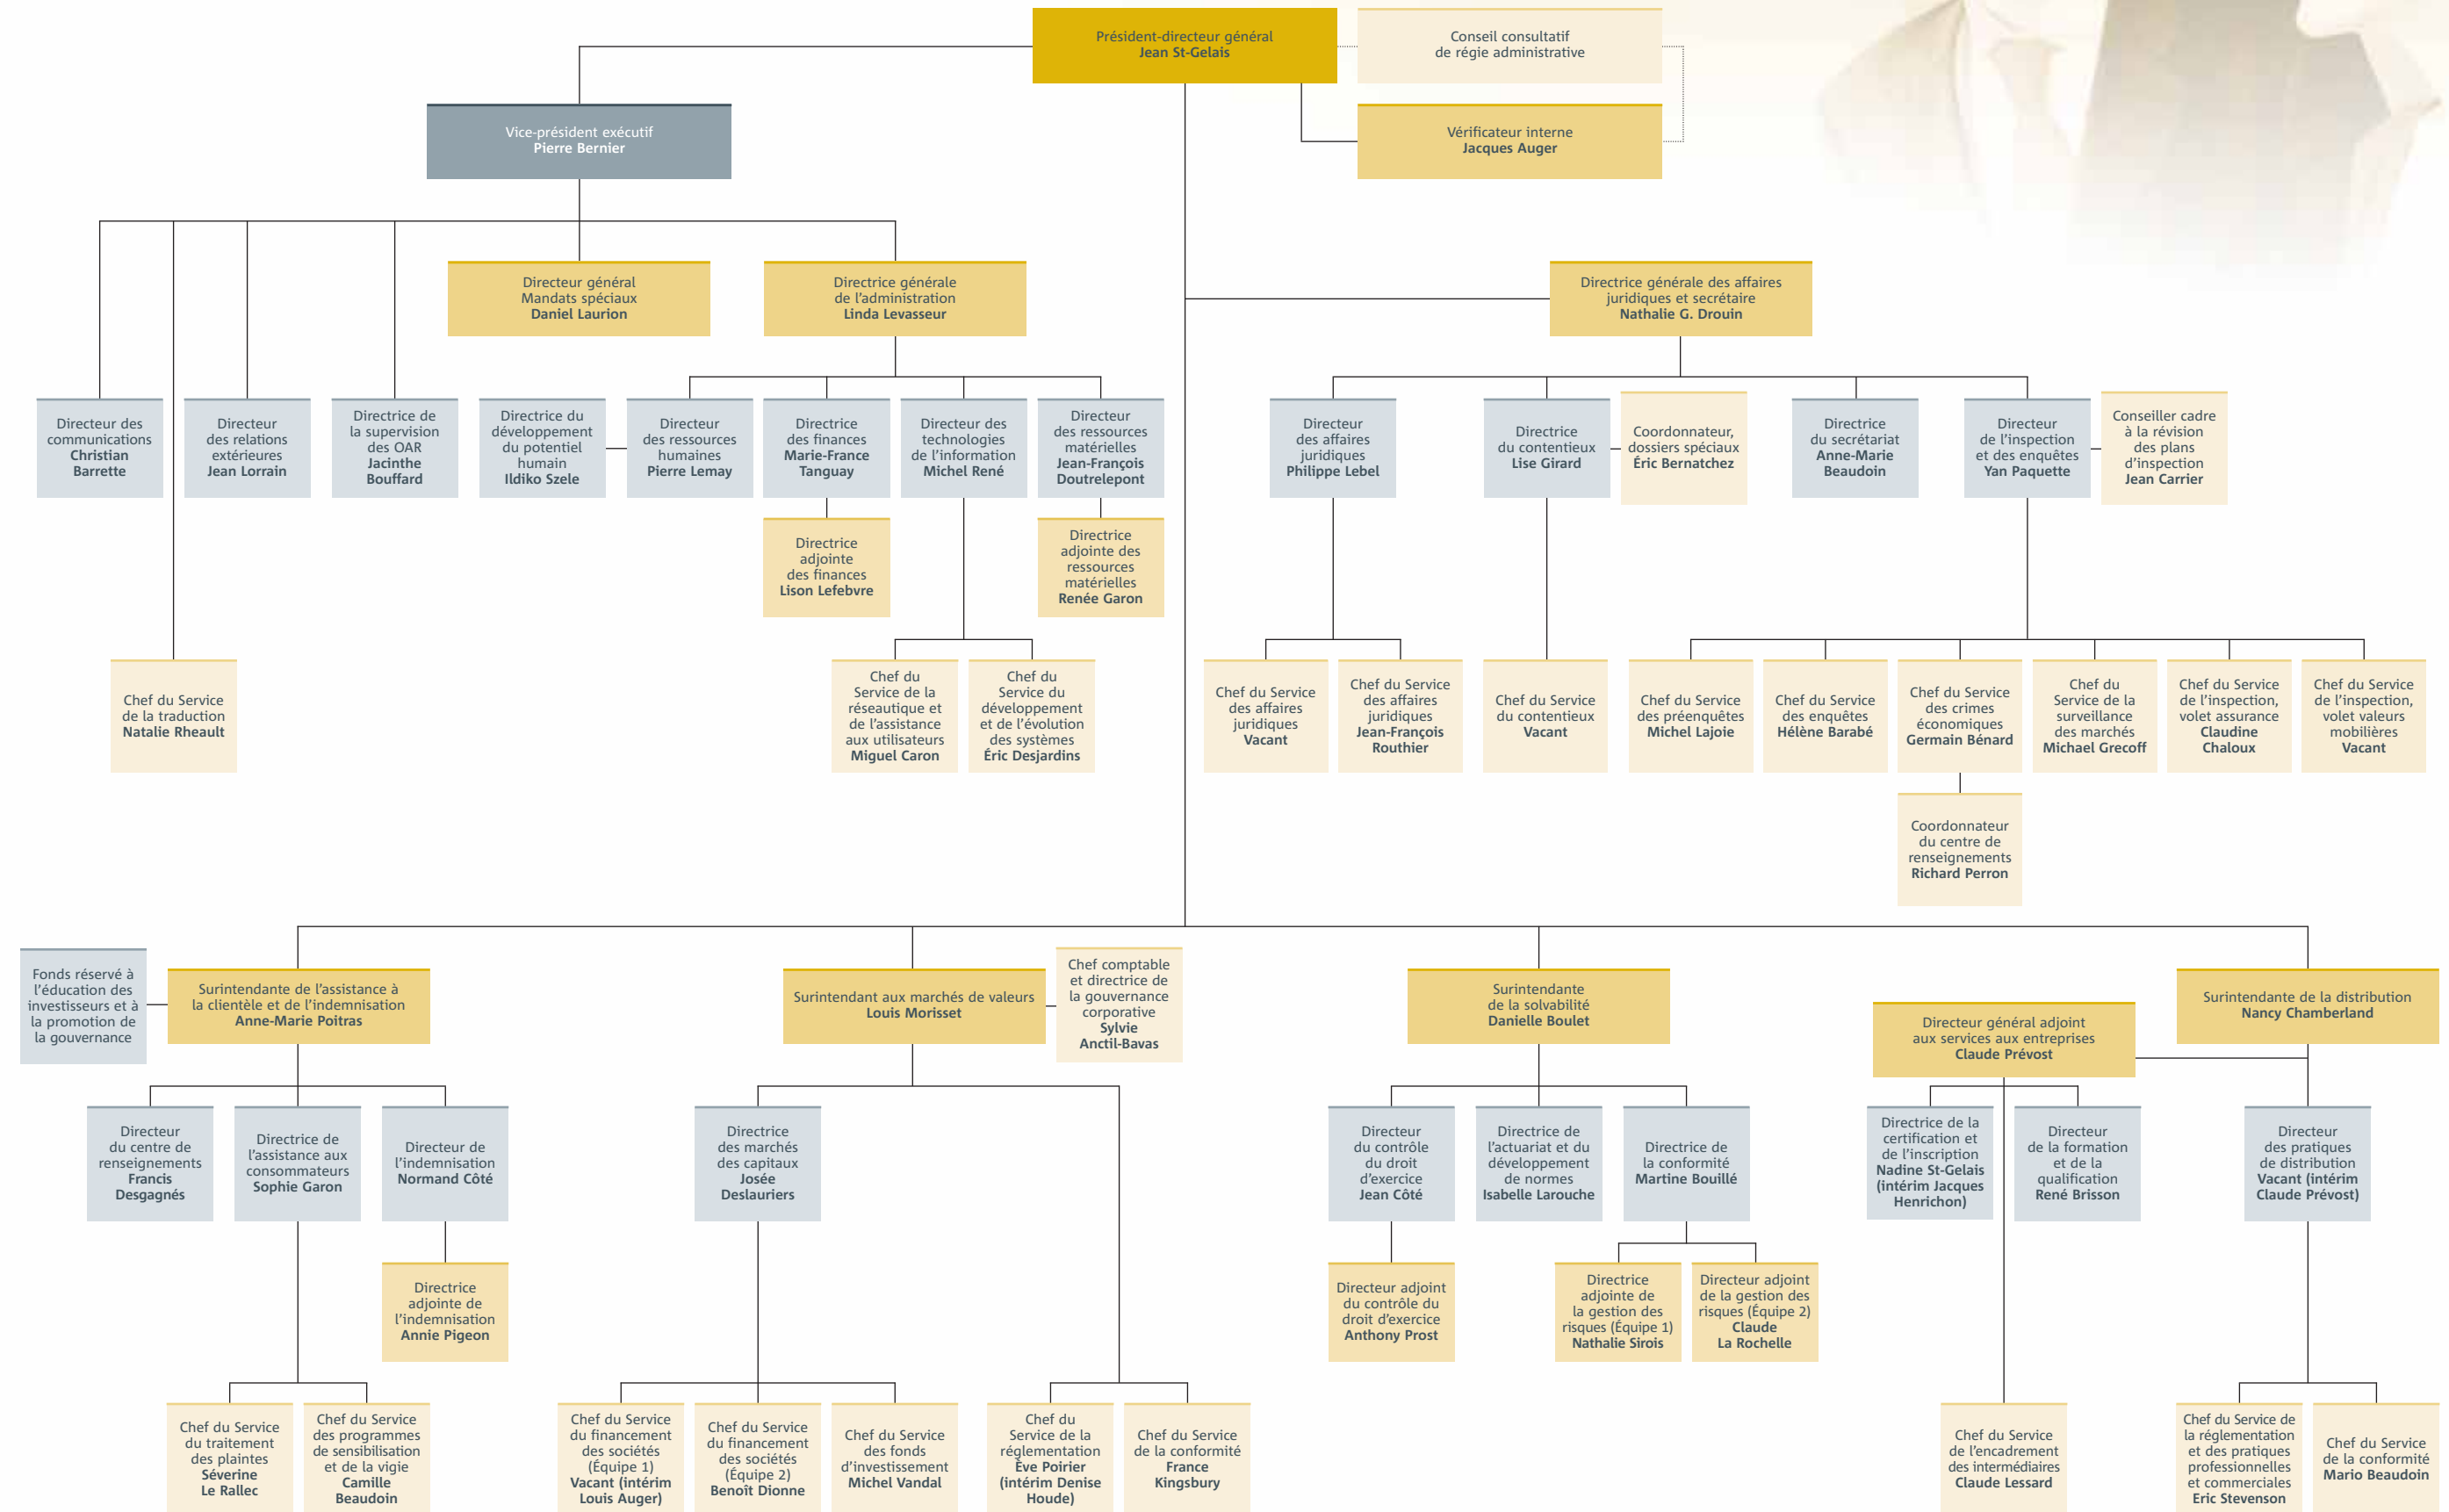 Président-directeur général
Jean St-Gelais
Conseil consultatif
de régie administrative
Vice-président exécutif
Pierre Bernier
Vérificateur interne
Jacques Auger
Directeur général
Mandats spéciaux
Daniel Laurion
Directrice générale
de l'administration
Linda Levasseur
Directrice générale des affaires
juridiques et secrétaire
Nathalie G. Drouin
Directeur des
communications
Christian
Barrette
Directeur
des relations
extérieures
Jean Lorrain
Directrice de
la supervision
des OAR
Jacinthe
Bouffard
Directrice du
développement
du potentiel
humain
Ildiko Szele
Directeur
des ressources
humaines
Pierre Lemay
Directrice
des finances
Marie-France
Tanguay
Directeur des
technologies
de l'information
Michel René
Directeur
des ressources
matérielles
Jean-François
Doutrelepont
Directeur
des affaires
juridiques
Philippe Lebel
Directrice
du contentieux
Lise Girard
Coordonnateur,
dossiers spéciaux
Éric Bernatchez
Directrice
du secrétariat
Anne-Marie
Beaudoin
Directeur
de l'inspection
et des enquêtes
Yan Paquette
Conseiller cadre
à la révision
des plans
d'inspection
Jean Carrier
Directrice
adjointe
des finances
Lison Lefebvre
Directrice
adjointe des
ressources
matérielles
Renée Garon
Chef du Service
de la traduction
Natalie Rheault
Chef du
Service de la
réseautique et
de l'assistance
aux utilisateurs
Miguel Caron
Chef du
Service du
développement
et de l'évolution
des systèmes
Éric Desjardins
Chef du Service
des affaires
juridiques
Vacant
Chef du Service
des affaires
juridiques
Jean-François
Routhier
Chef du Service
du contentieux
Vacant
Chef du Service
des préenquêtes
Michel Lajoie
Chef du Service
des enquêtes
Hélène Barabé
Chef du Service
des crimes
économiques
Germain Bénard
Chef du
Service de la
surveillance
des marchés
Michael Grecoff
Chef du Service
de l'inspection,
volet assurance
Claudine
Chaloux
Chef du Service
de l'inspection,
volet valeurs
mobilières
Vacant
Coordonnateur
du centre de
renseignements
Richard Perron
Fonds réservé à
l'éducation des
investisseurs et à
la promotion de
la gouvernance
Surintendante de l'assistance à
la clientèle et de l'indemnisation
Anne-Marie Poitras
Surintendant aux marchés de valeurs
Louis Morisset
Chef comptable
et directrice de
la gouvernance
corporative
Sylvie
Anctil-Bavas
Surintendante
de la solvabilité
Danielle Boulet
Directeur général adjoint
aux services aux entreprises
Claude Prévost
Surintendante de la distribution
Nancy Chamberland
Directeur
du centre de
renseignements
Francis
Desgagnés
Directrice de
l'assistance aux
consommateurs
Sophie Garon
Directeur de
l'indemnisation
Normand Côté
Directrice
des marchés
des capitaux
Josée
Deslauriers
Directeur
du contrôle
du droit
d'exercice
Jean Côté
Directrice de
l'actuariat et du
développement
de normes
Isabelle Larouche
Directrice de
la conformité
Martine Bouillé
Directrice de la
certification et
de l'inscription
Nadine St-Gelais
(intérim Jacques
Henrichon)
Directeur
de la formation
et de la
qualification
René Brisson
Directeur
des pratiques
de distribution
Vacant (intérim
Claude Prévost)
Directrice
adjointe de
l'indemnisation
Annie Pigeon
Directeur adjoint
du contrôle du
droit d'exercice
Anthony Prost
Directrice
adjointe de
la gestion des
risques (Équipe 1)
Nathalie Sirois
Directeur adjoint
de la gestion des
risques (Équipe 2)
Claude
La Rochelle
Chef du Service
du traitement
des plaintes
Séverine
Le Rallec
Chef du Service
des programmes
de sensibilisation
et de la vigie
Camille
Beaudoin
Chef du Service
du financement
des sociétés
(Équipe 1)
Vacant (intérim
Louis Auger)
Chef du Service
du financement
des sociétés
(Équipe 2)
Benoît Dionne
Chef du Service
des fonds
d'investissement
Michel Vandal
Chef du
Service de la
réglementation
Ève Poirier
(intérim Denise
Houde)
Chef du Service
de la conformité
France
Kingsbury
Chef du Service
de l'encadrement
des intermédiaires
Claude Lessard
Chef du Service de
la réglementation
et des pratiques
professionnelles
et commerciales
Eric Stevenson
Chef du Service
de la conformité
Mario Beaudoin